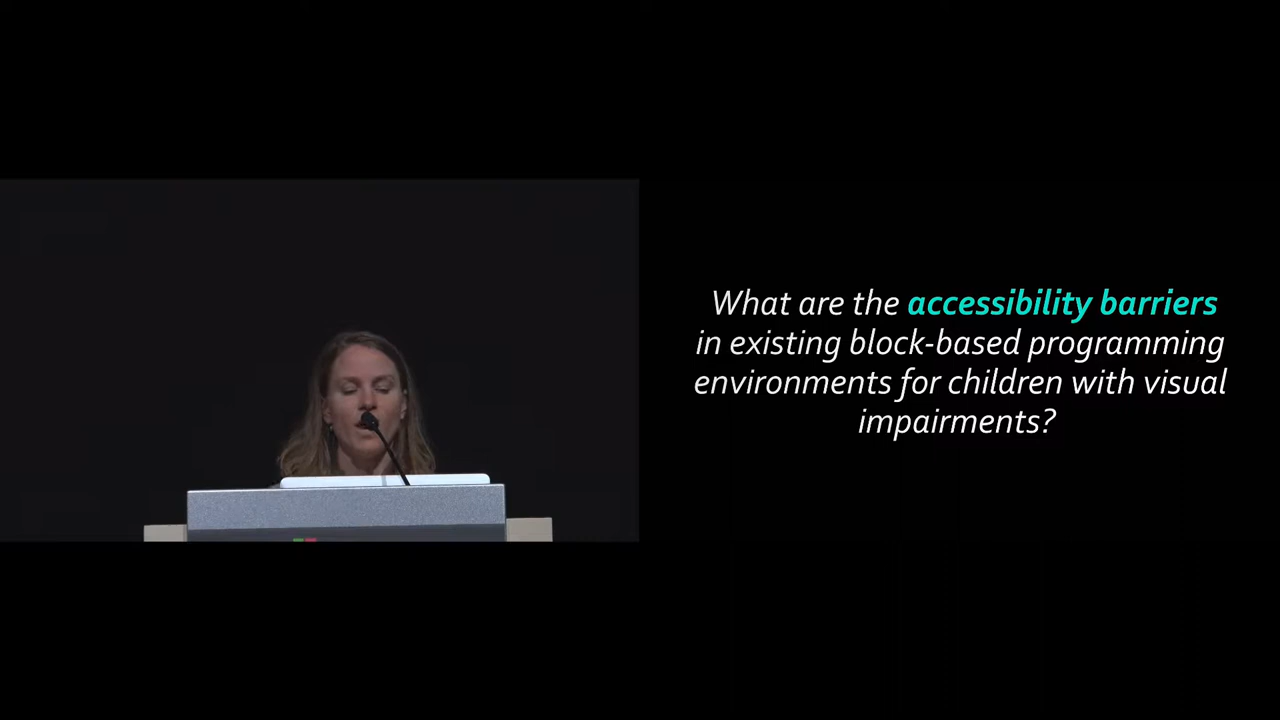 What are the accessibility barriers
in existing block-based programming
environments for children with visual
impairments?